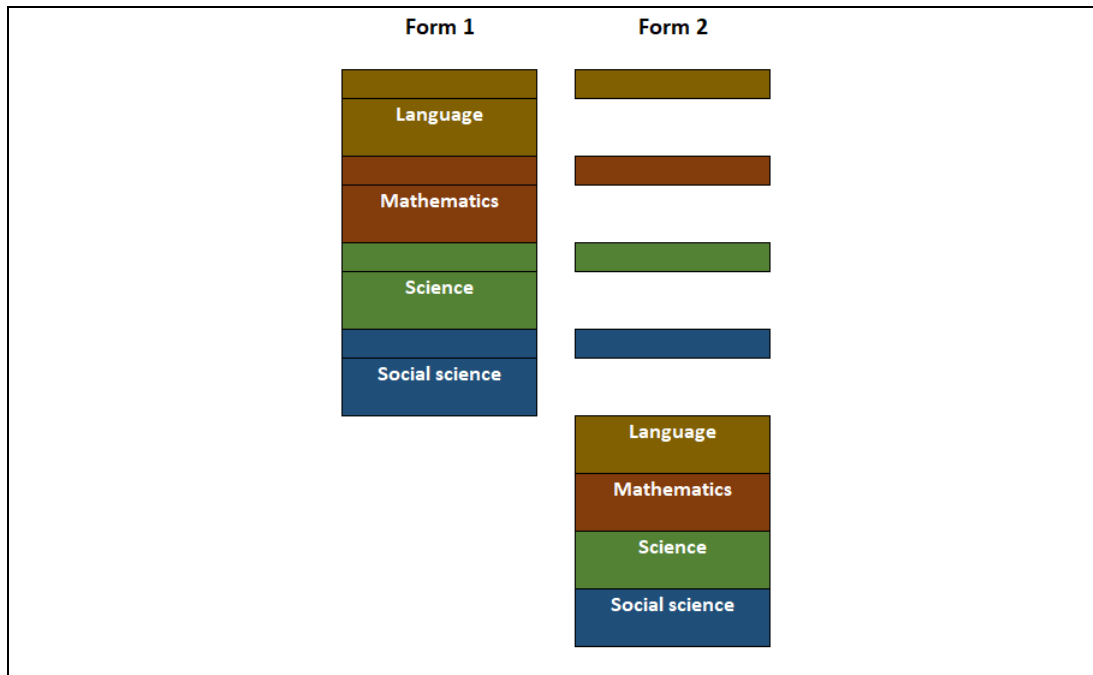 Form 1 Form 2
Language
Mathematics
Science
Social science
Language
Mathematics
Science
Social science